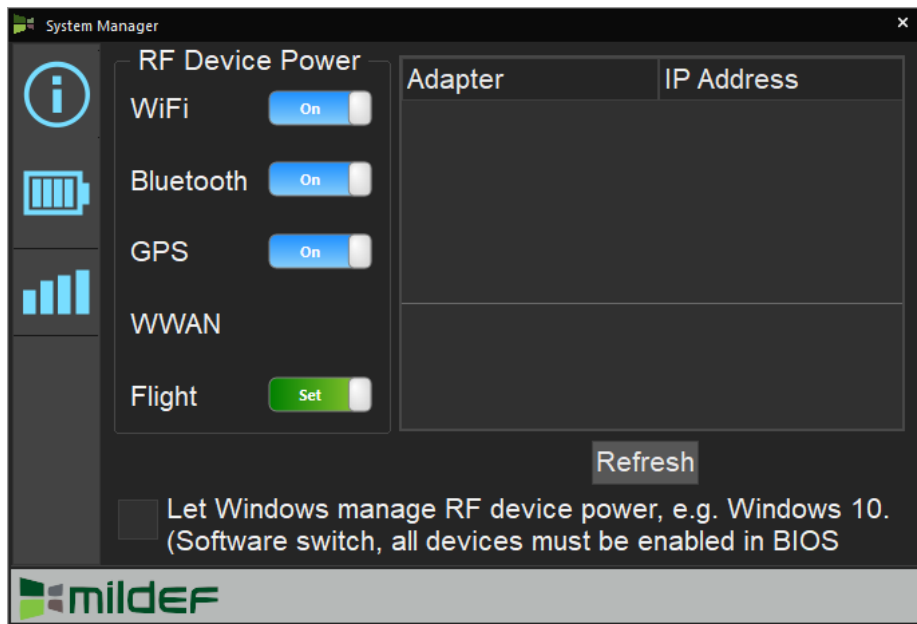 System Manager
RF Device Power
WiFi On
Bluetooth On
GPS On
WWAN
Flight Set
Adapter IP Address
Refresh
Let Windows manage RF device power, e.g. Windows 10.
(Software switch, all devices must be enabled in BIOS
mildef